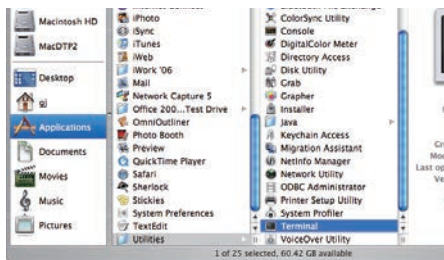 Macintosh HD
MacDTP2
Desktop
gj
Applications
Documents
Movies
Music
Pictures
iPhoto
iSync
iTunes
iWeb
iWork '06
Mail
Network Capture 5
Office 200...Test Drive
OmniOutliner
Photo Booth
Preview
QuickTime Player
Safari
Sherlock
Stickies
System Preferences
TextEdit
Utilities
ColorSync Utility
Console
DigitalColor Meter
Directory Access
Disk Utility
Grab
Grapher
Installer
Java
Keychain Access
Migration Assistant
NetInfo Manager
Network Utility
ODBC Administrator
Printer Setup Utility
System Profiler
Terminal
VoiceOver Utility
Last op
1 of 25 selected, 60.42 GB available